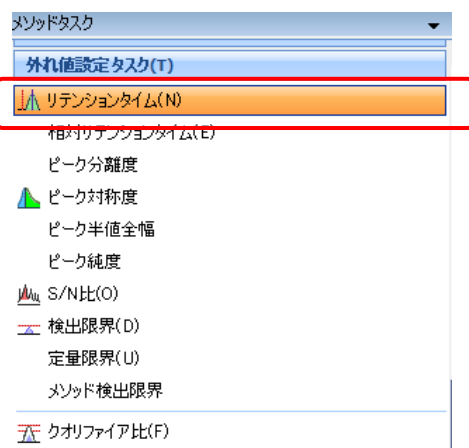 メソッドタスク
外れ値設定タスク(T)
リテンションタイム(N)
相対リテンションタイム(E)
ピーク分離度
ピーク対称度
ピーク半値全幅
ピーク純度
S/N比(O)
検出限界(D)
定量限界(U)
メソッド検出限界
クオリファイア比(F)